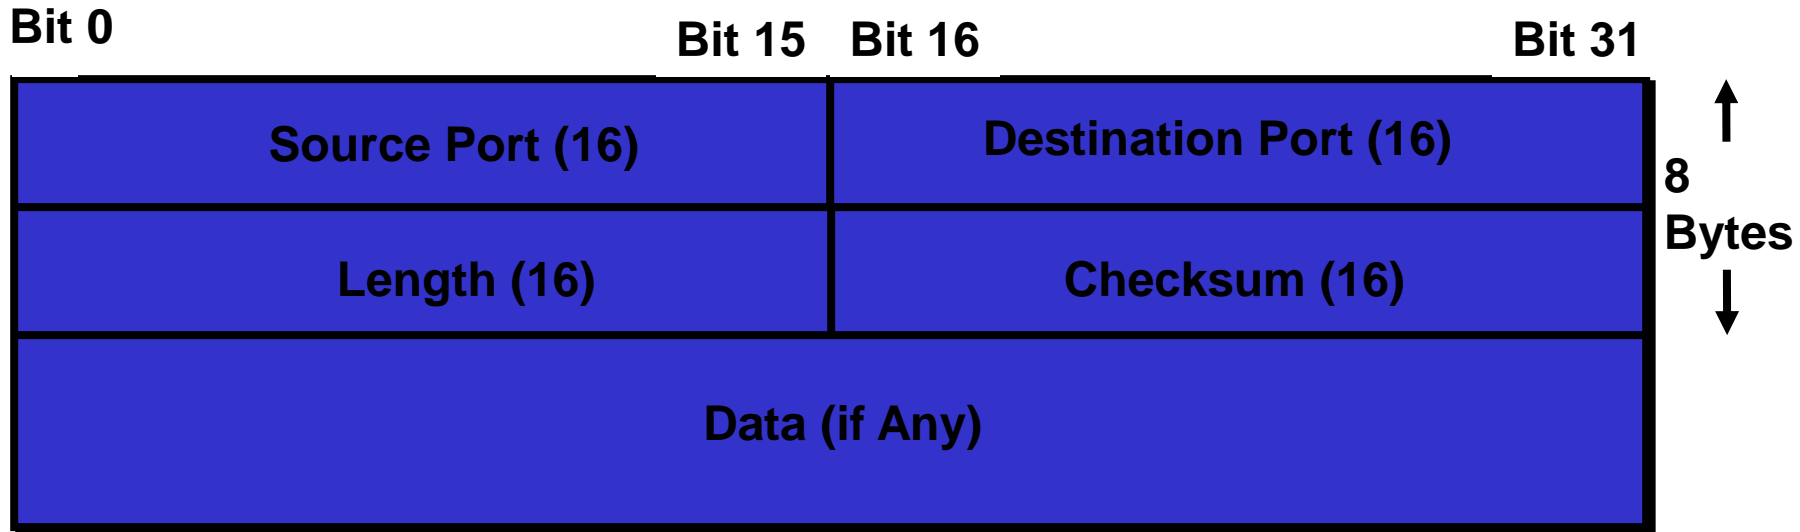 Bit 0
Bit 15
Bit 16
Bit 31
Source Port (16)
Destination Port (16)
8
Bytes
Length (16)
Checksum (16)
Data (if Any)